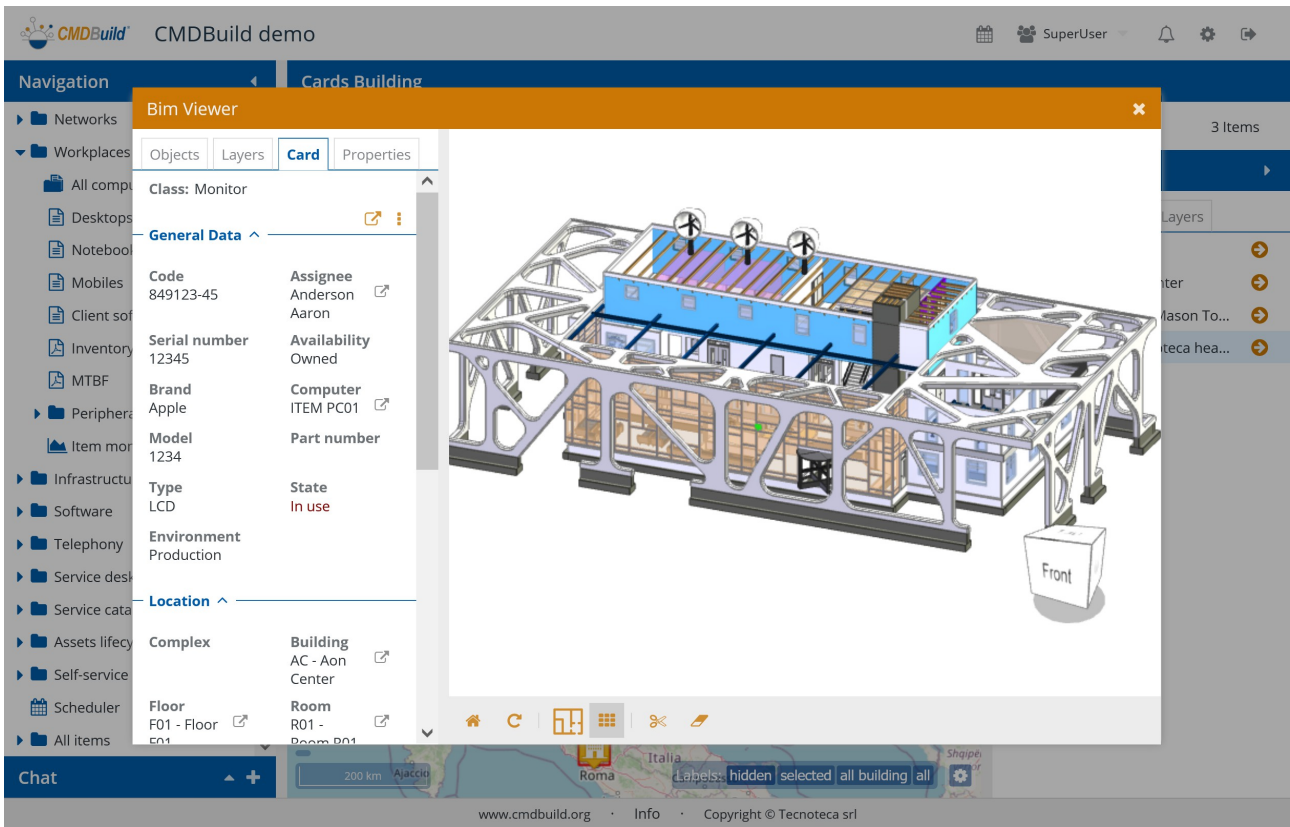 CMDBuild
CMDBuild demo
SuperUser
Navigation
Cards Building
Bim Viewer
3 Items
Networks
Workplaces
All compu
Desktops
Notebook
Mobiles
Client sof
Inventory
MTBF
Periphera
Item mon
Infrastructu
Software
Telephony
Service desk
Service cata
Assets lifecy
Self-service
Scheduler
All items
Objects
Layers
Card
Properties
Class: Monitor
General Data
Code
849123-45
Assignee
Anderson
Aaron
Serial number
12345
Availability
Owned
Brand
Apple
Computer
ITEM PC01
Model
1234
Part number
Type
LCD
State
In use
Environment
Production
Location
Complex
Building
AC - Aon
Center
Floor
F01 - Floor
F01
Room
R01 -
Room R01
Front
Layers
nter
Mason To...
oteca hea...
Chat
200 km
Ajaccio
Roma
Italia
Labels: hidden selected all building all
www.cmdbuild.org · Info · Copyright © Tecnoteca srl